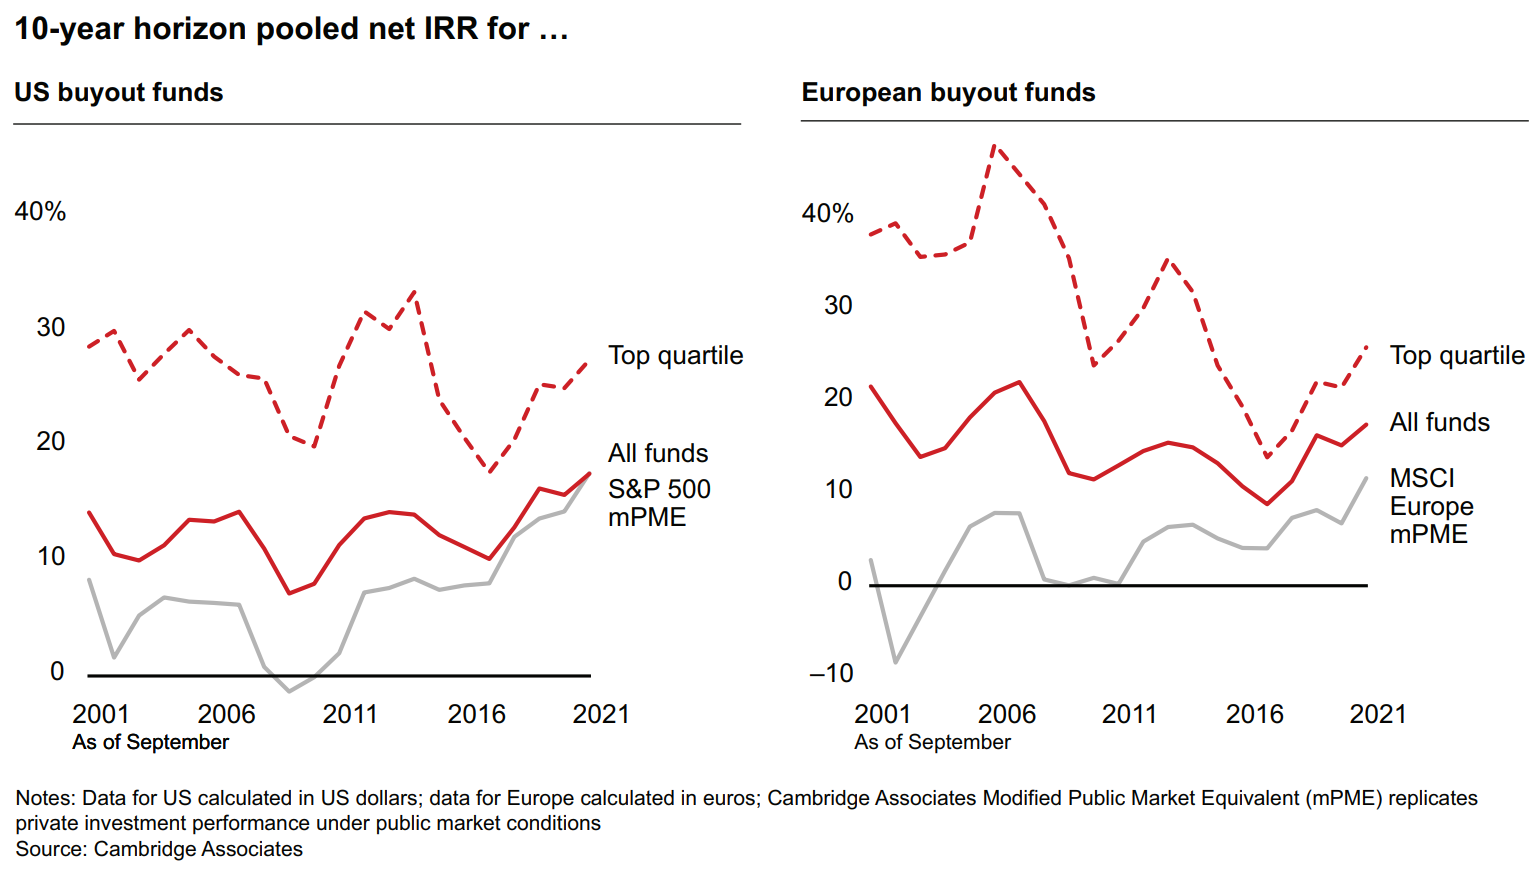 10-year horizon pooled net IRR for …
US buyout funds
40%
30
20
10
0
Top quartile
All funds
S&P 500
mPME
2001 2006 2011 2016 2021
As of September
European buyout funds
40%
30
20
10
0
–10
Top quartile
All funds
MSCI
Europe
mPME
2001 2006 2011 2016 2021
As of September
Notes: Data for US calculated in US dollars; data for Europe calculated in euros; Cambridge Associates Modified Public Market Equivalent (mPME) replicates
private investment performance under public market conditions
Source: Cambridge Associates